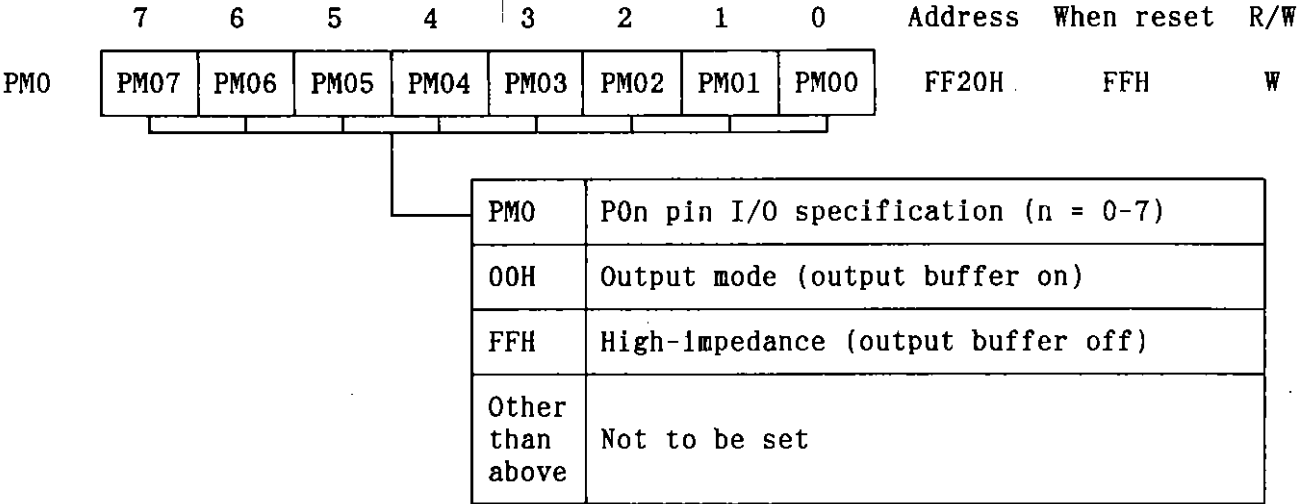 7 6 5 4 3 2 1 0 Address When reset R/W
PM0 PM07 PM06 PM05 PM04 PM03 PM02 PM01 PM00 FF20H FFH W
PM0 P0n pin I/O specification (n = 0-7)
00H Output mode (output buffer on)
FFH High-impedance (output buffer off)
Other
than Not to be set
above